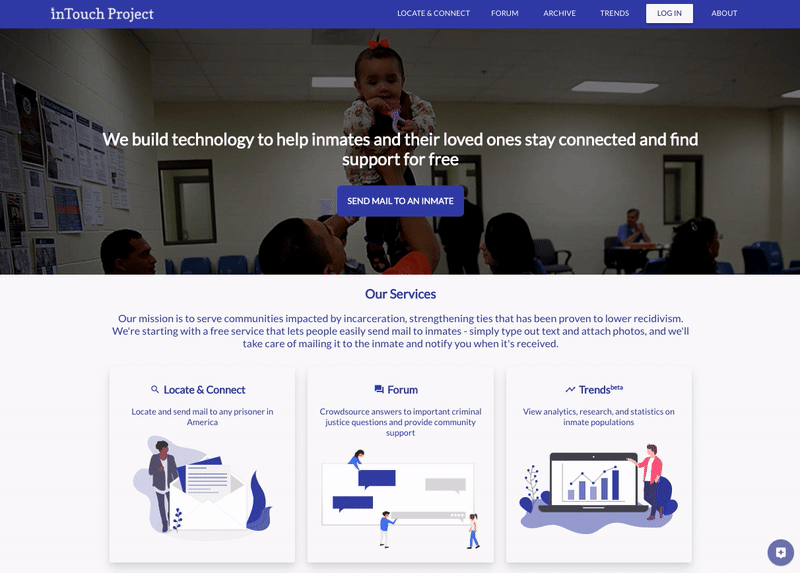 inTouch Project
LOCATE & CONNECT FORUM ARCHIVE TRENDS LOG IN ABOUT
We build technology to help inmates and their loved ones stay connected and find
support for free
SEND MAIL TO AN INMATE
Our Services
Our mission is to serve communities impacted by incarceration, strengthening ties that has been proven to lower recidivism.
We're starting with a free service that lets people easily send mail to inmates - simply type out text and attach photos, and we'll
take care of mailing it to the inmate and notify you when it's received.
Locate & Connect
Locate and send mail to any prisoner in
America
Forum
Crowdsource answers to important criminal
justice questions and provide community
support
Trends beta
View analytics, research, and statistics on
inmate populations